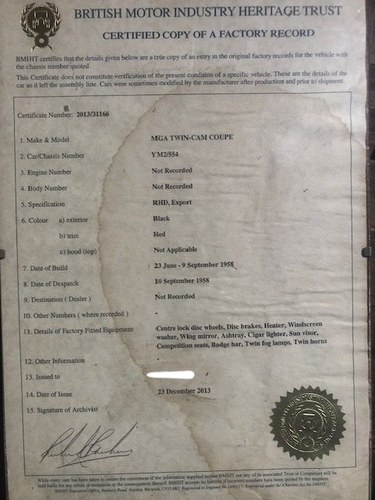 BRITISH MOTOR INDUSTRY HERITAGE TRUST
CERTIFIED COPY OF A FACTORY RECORD
BMIHT certifies that the details given below are a true copy of an entry in the original factory records for the vehicle with
the chassis number quoted.
This Certificate does not constitute verification of the present condition of a specific vehicle. These are the details of the
car as it left the assembly line. Cars were sometimes modified by the manufacturer after production and prior to shipment.
Certificate Number: 2013/31166
1. Make & Model MGA TWIN-CAM COUPE
2. Car/Chassis Number YM2/554
3. Engine Number Not Recorded
4. Body Number Not Recorded
5. Specification RHD, Export
6. Colour a) exterior Black
b) trim Red
c) hood (top) Not Applicable
7. Date of Build 23 June - 9 September 1958
8. Date of Despatch 10 September 1958
9. Destination ( Dealer ) Not Recorded
10. Other Numbers ( where recorded ) -
11. Details of Factory Fitted Equipment Centre lock disc wheels, Disc brakes, Heater, Windscreen
washer, Wing mirror, Ashtray, Cigar lighter, Sun visor,
Competition seats, Badge bar, Twin fog lamps, Twin horns
12. Other Information -
13. Issued to
14. Date of Issue 23 December 2013
15. Signature of Archivist